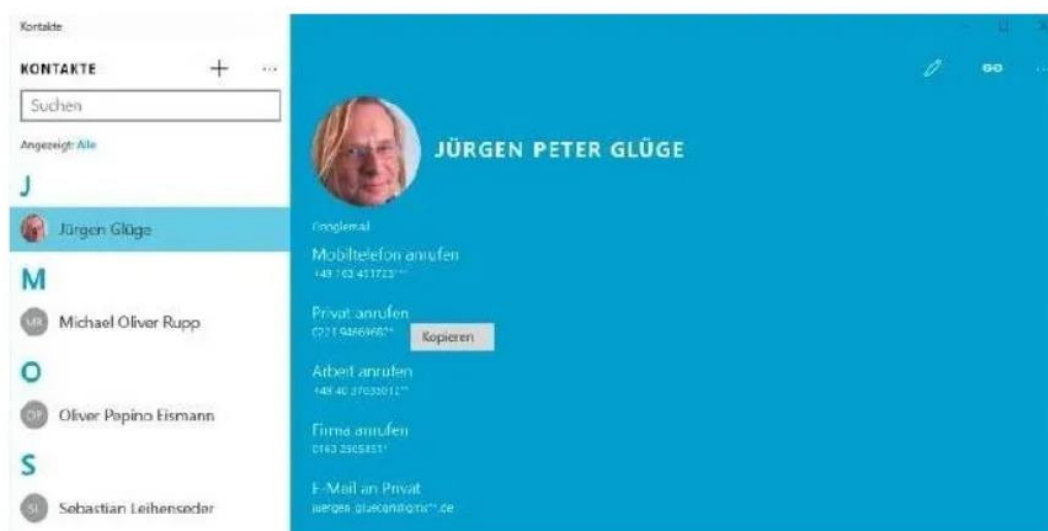 Kontakte
KONTAKTE
Suchen
Angezeigt: Alle
J
Jürgen Glüge
M
MR
Michael Oliver Rupp
O
Oliver Pepino Eismann
S
Sebastian Leihenseder
JÜRGEN PETER GLÜGE
Googlemail
Mobiltelefon anrufen
Privat anrufen
Kopieren
Arbeit anrufen
Firma anrufen
E-Mail an Privat